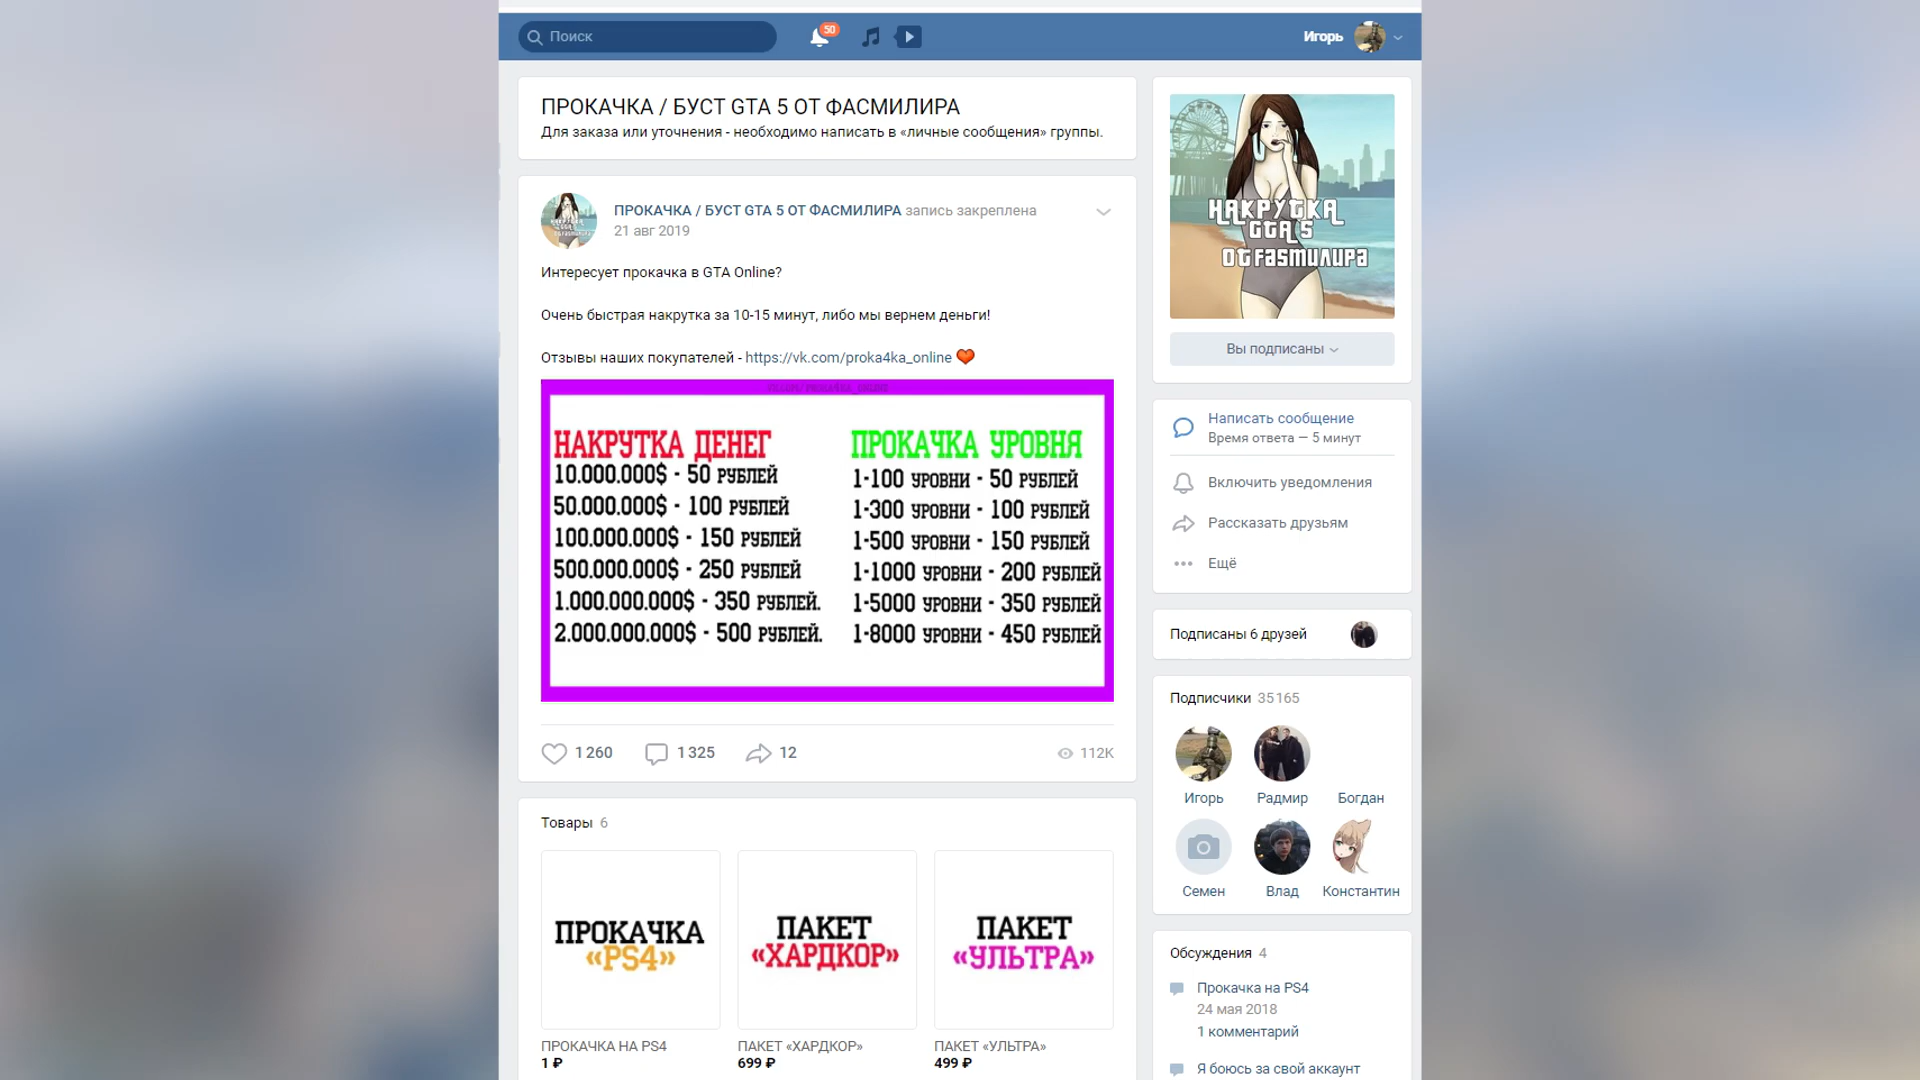 Поиск
50
Игорь
ПРОКАЧКА / БУСТ GTA 5 ОТ ФАСМИЛИРА
Для заказа или уточнения - необходимо написать в «личные сообщения» группы.
ПРОКАЧКА / БУСТ GTA 5 ОТ ФАСМИЛИРА запись закреплена
21 авг 2019
Интересует прокачка в GTA Online?
Очень быстрая накрутка за 10-15 минут, либо мы вернем деньги!
Отзывы наших покупателей - https://vk.com/proka4ka_online
VK.COM/PROKA4KA_ONLINE
НАКРУТКА ДЕНЕГ
10.000.000$ - 50 РУБЛЕЙ
50.000.000$ - 100 РУБЛЕЙ
100.000.000$ - 150 РУБЛЕЙ
500.000.000$ - 250 РУБЛЕЙ
1.000.000.000$ - 350 РУБЛЕЙ.
2.000.000.000$ - 500 РУБЛЕЙ.
ПРОКАЧКА УРОВНЯ
1-100 УРОВНИ - 50 РУБЛЕЙ
1-300 УРОВНИ - 100 РУБЛЕЙ
1-500 УРОВНИ - 150 РУБЛЕЙ
1-1000 УРОВНИ - 200 РУБЛЕЙ
1-5000 УРОВНИ - 350 РУБЛЕЙ
1-8000 УРОВНИ - 450 РУБЛЕЙ
1 260
1 325
12
112K
Товары 6
ПРОКАЧКА
«PS4»
ПАКЕТ
«ХАРДКОР»
ПАКЕТ
«УЛЬТРА»
ПРОКАЧКА НА PS4
1 ₽
ПАКЕТ «ХАРДКОР»
699 ₽
ПАКЕТ «УЛЬТРА»
499 ₽
НАКРУТКА
GTA 5
ОТ FASMИЛИРА
Вы подписаны
Написать сообщение
Время ответа — 5 минут
Включить уведомления
Рассказать друзьям
Ещё
Подписаны 6 друзей
Подписчики 35 165
Игорь
Радмир
Богдан
Семен
Влад
Константин
Обсуждения 4
Прокачка на PS4
24 мая 2018
1 комментарий
Я боюсь за свой аккаунт